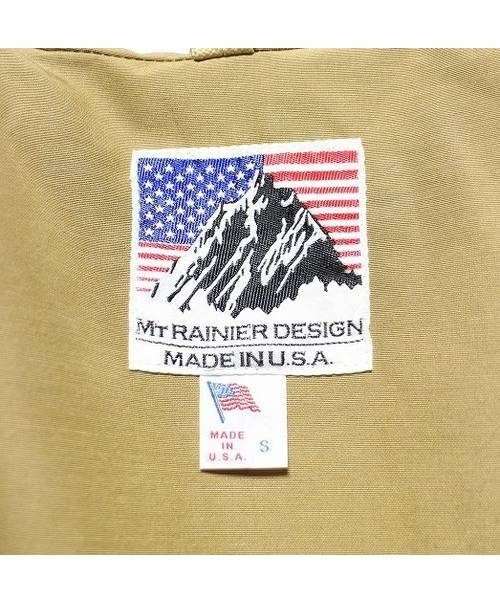 MT RAINIER DESIGN
MADE IN U.S.A.
MADE
IN
U.S.A.
S